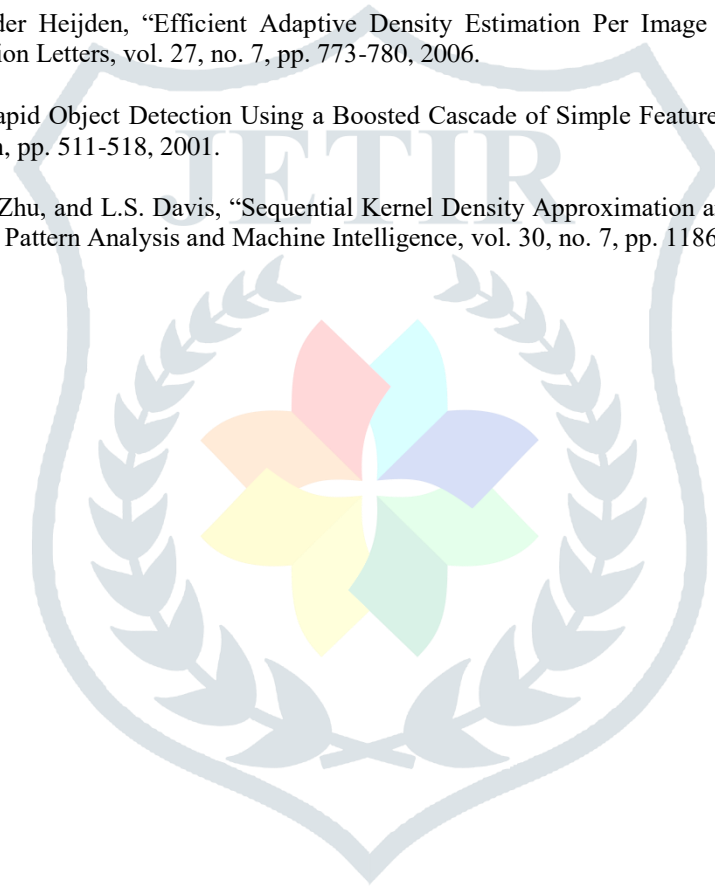 der Heijden, “Efficient Adaptive Density Estimation Per Image
ion Letters, vol. 27, no. 7, pp. 773-780, 2006.
apid Object Detection Using a Boosted Cascade of Simple Feature
, pp. 511-518, 2001.
JETIR
Zhu, and L.S. Davis, “Sequential Kernel Density Approximation a
Pattern Analysis and Machine Intelligence, vol. 30, no. 7, pp. 1186